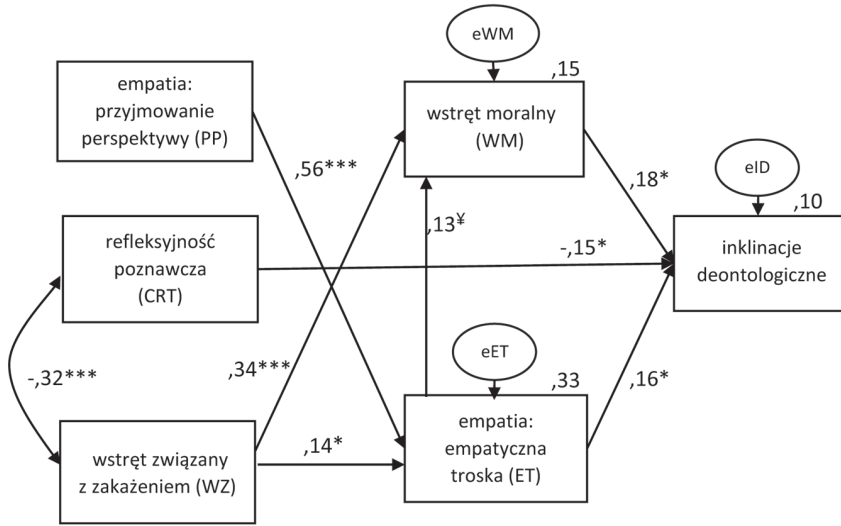 eWM
,15
empatia:
przyjmowanie
perspektywy (PP)
wstręt moralny
(WM)
,56***
,18*
eID
,10
,13¥
refleksyjność
poznawcza
(CRT)
-,15*
inklinacje
deontologiczne
eET
-,32***
,34***
,33
,16*
wstręt związany
z zakażeniem (WZ)
,14*
empatia:
empatyczna
troska (ET)